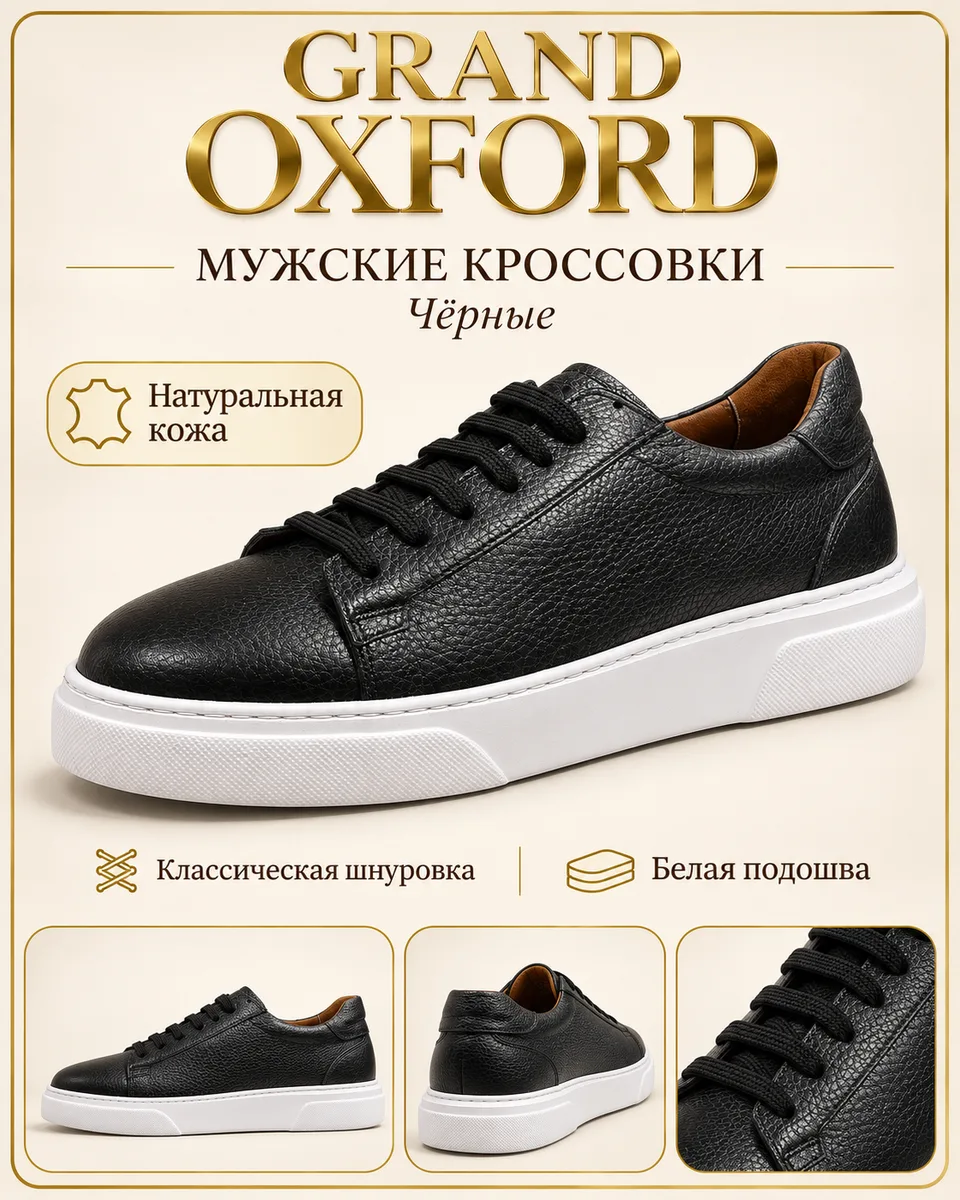 GRAND
OXFORD
МУЖСКИЕ КРОССОВКИ
Чёрные
Натуральная
кожа
Классическая шнуровка
Белая подошва